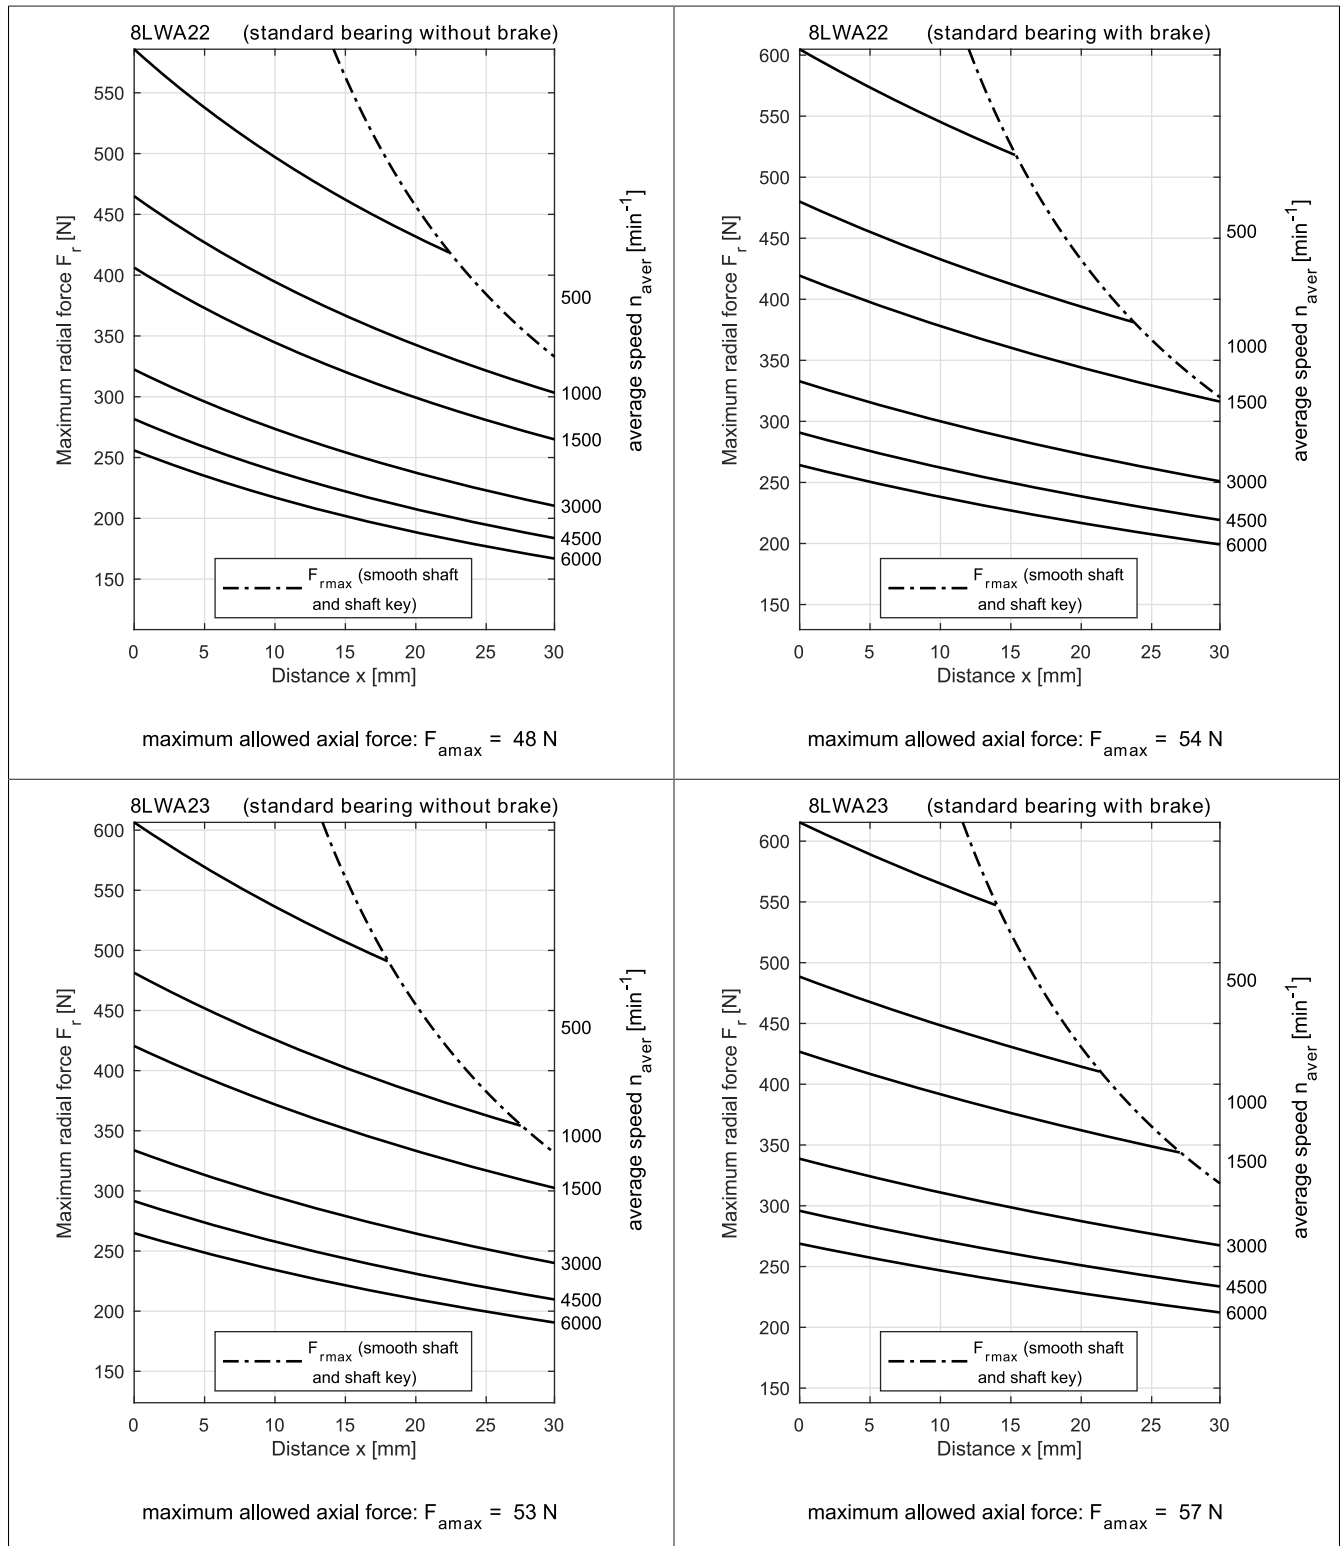 8LWA22 (standard bearing without brake)
550
500
450
400
350
300
250
200
150
Maximum radial force F_r [N]
0 5 10 15 20 25 30
Distance x [mm]
500
1000
1500
3000
4500
6000
average speed n_aver [min^-1]
F_rmax (smooth shaft
and shaft key)
maximum allowed axial force: F_amax = 48 N
8LWA22 (standard bearing with brake)
600
550
500
450
400
350
300
250
200
150
Maximum radial force F_r [N]
0 5 10 15 20 25 30
Distance x [mm]
500
1000
1500
3000
4500
6000
average speed n_aver [min^-1]
F_rmax (smooth shaft
and shaft key)
maximum allowed axial force: F_amax = 54 N
8LWA23 (standard bearing without brake)
600
550
500
450
400
350
300
250
200
150
Maximum radial force F_r [N]
0 5 10 15 20 25 30
Distance x [mm]
500
1000
1500
3000
4500
6000
average speed n_aver [min^-1]
F_rmax (smooth shaft
and shaft key)
maximum allowed axial force: F_amax = 53 N
8LWA23 (standard bearing with brake)
600
550
500
450
400
350
300
250
200
150
Maximum radial force F_r [N]
0 5 10 15 20 25 30
Distance x [mm]
500
1000
1500
3000
4500
6000
average speed n_aver [min^-1]
F_rmax (smooth shaft
and shaft key)
maximum allowed axial force: F_amax = 57 N